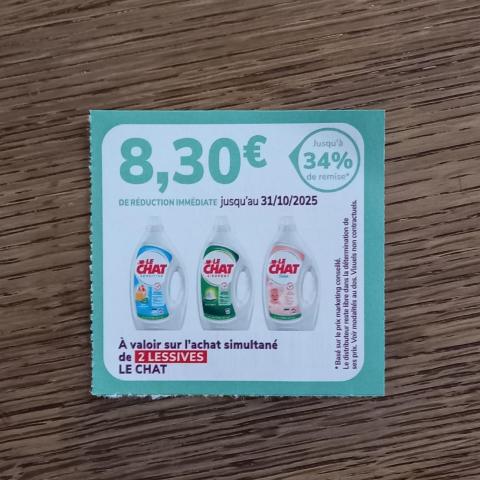 8,30€
Jusqu'à
34%
de remise*
DE RÉDUCTION IMMÉDIATE jusqu'au 31/10/2025
LE
CHAT
SENSITIVE
LE
CHAT
L'EXPERT
LE
CHAT
À valoir sur l'achat simultané
de 2 LESSIVES
LE CHAT
*Basé sur le prix marketing conseillé.
Le distributeur reste libre dans la détermination de
ses prix. Voir modalités au dos. Visuels non contractuels.